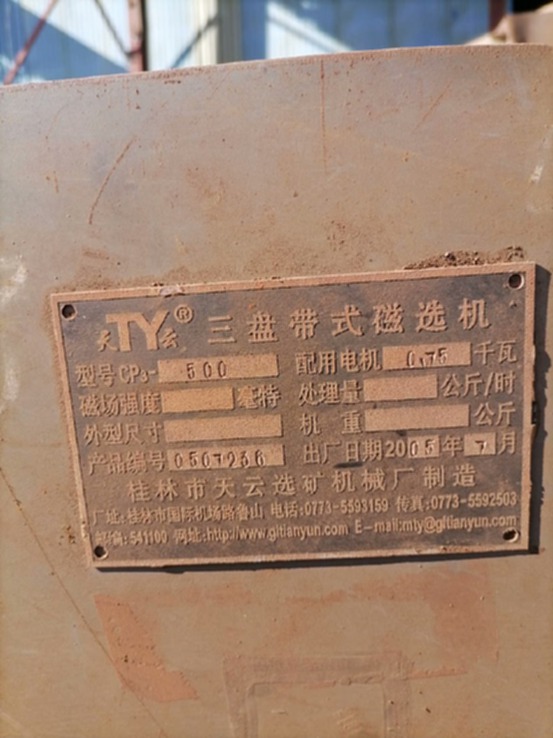 天TY云® 三盘带式磁选机
型号CP3- 500 配用电机 0.75 千瓦
磁场强度 毫特 处理量 公斤/时
外型尺寸 机 重 公斤
产品编号 0507236 出厂日期 2005 年 7 月
桂林市天云选矿机械厂制造
厂址:桂林市国际机场路鲁山 电话:0773-5593159 传真:0773-5592503
邮编:541100 网址:http://www.gltianyun.com E-mail:mty@gltianyun.com